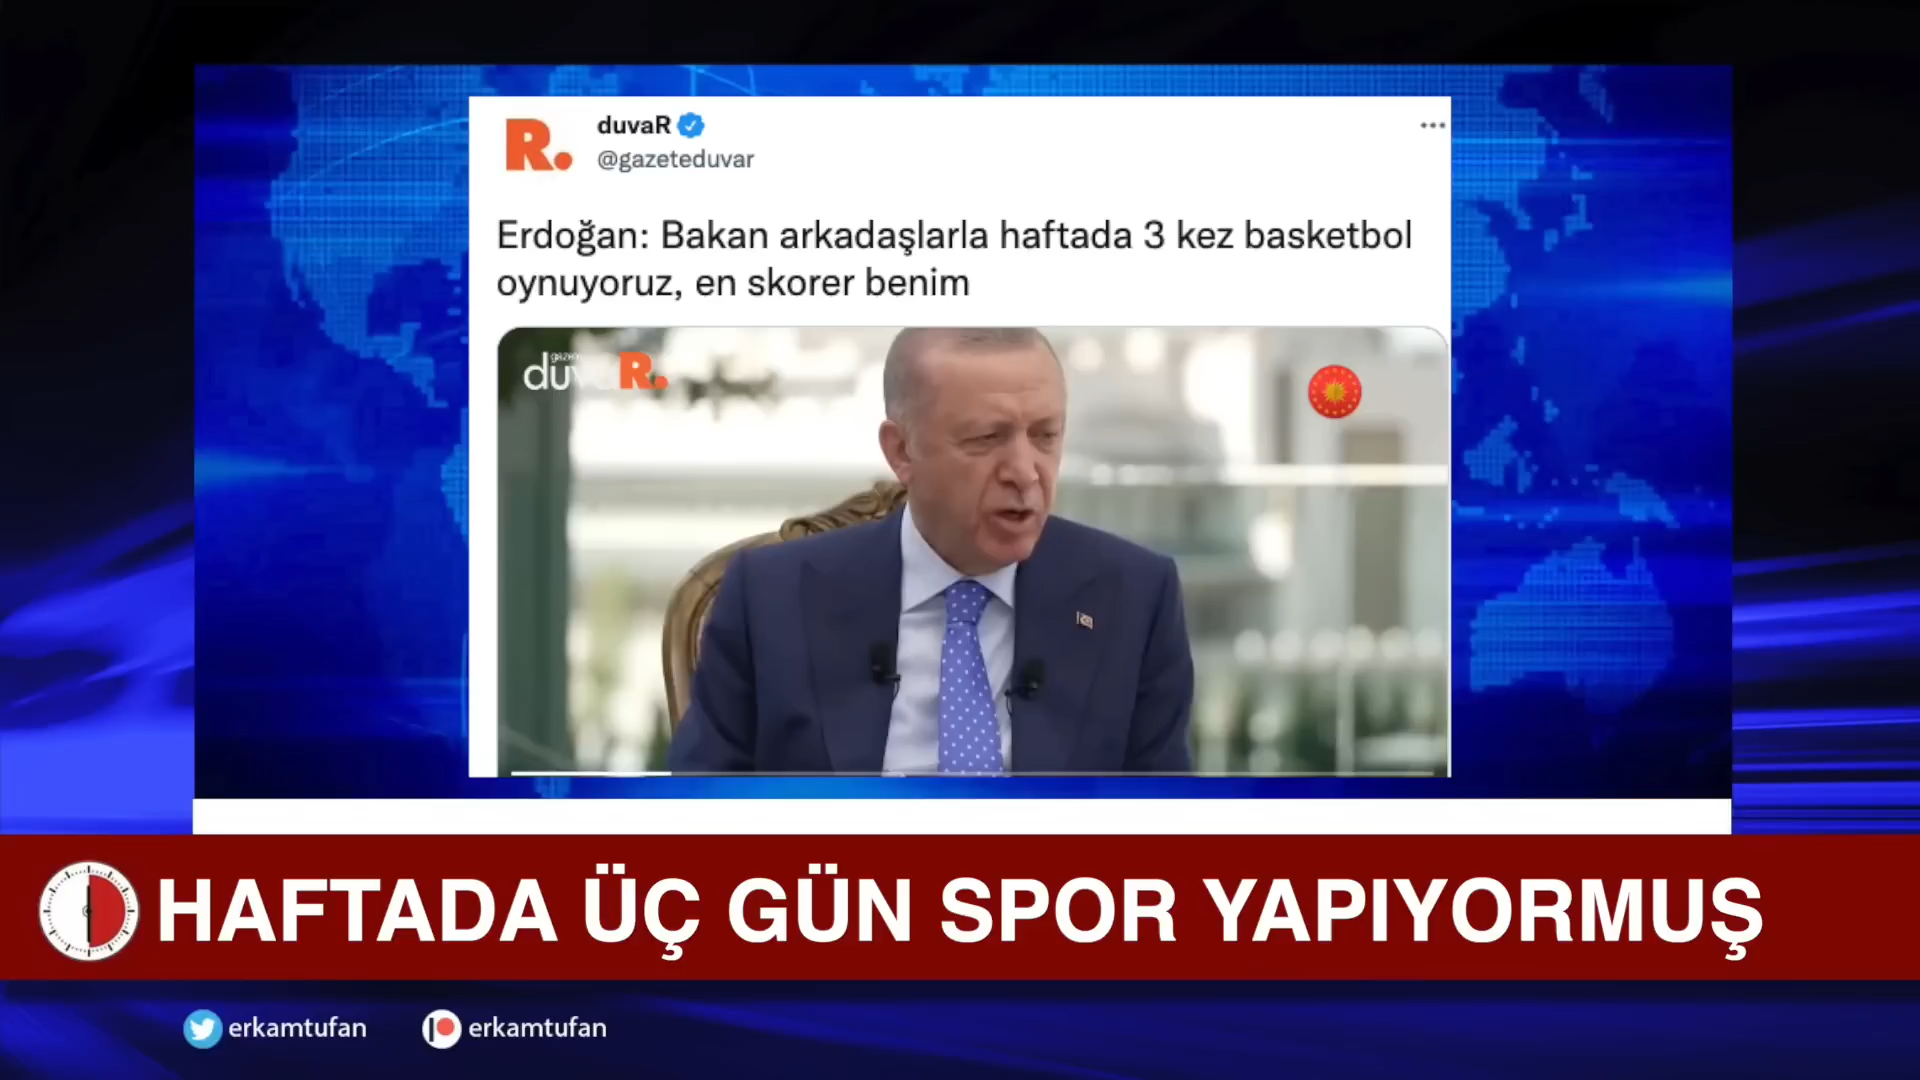 duvaR
@gazeteduvar
Erdoğan: Bakan arkadaşlarla haftada 3 kez basketbol
oynuyoruz, en skorer benim
HAFTADA ÜÇ GÜN SPOR YAPIYORMUŞ
erkamtufan
erkamtufan